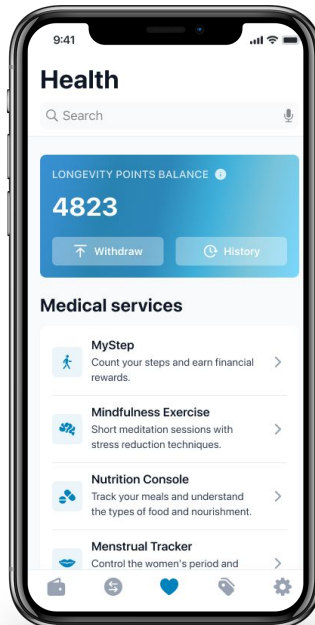 9:41
Health
Search
LONGEVITY POINTS BALANCE
4823
Withdraw
History
Medical services
MyStep
Count your steps and earn financial
rewards.
Mindfulness Exercise
Short meditation sessions with
stress reduction techniques.
Nutrition Console
Track your meals and understand
the types of food and nourishment.
Menstrual Tracker
Control the women's period and